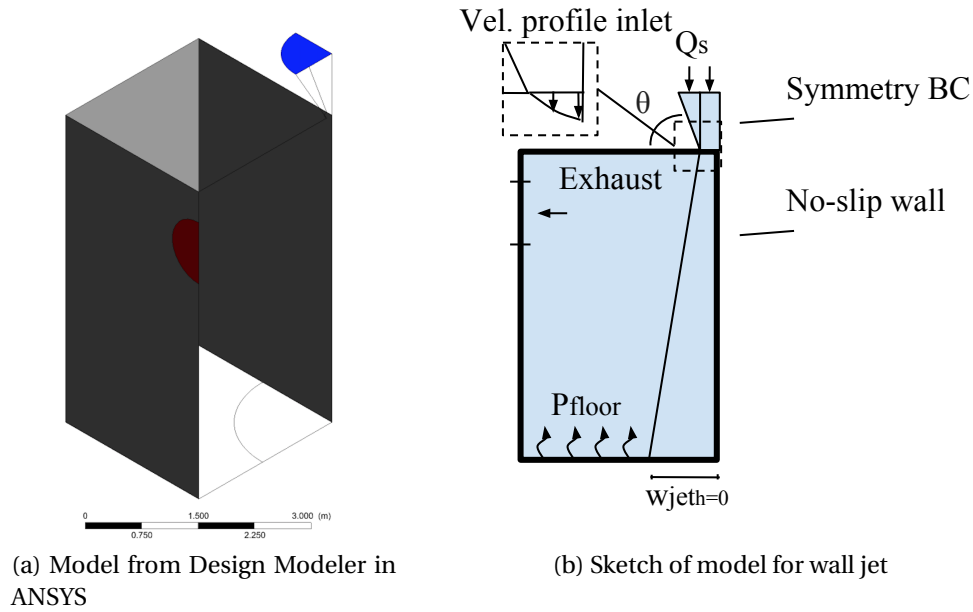 Vel. profile inlet
Qs
θ
Symmetry BC
Exhaust
No-slip wall
Pfloor
wjeth=0
0 1.500 3.000 (m)
0.750 2.250
(a) Model from Design Modeler in
ANSYS
(b) Sketch of model for wall jet